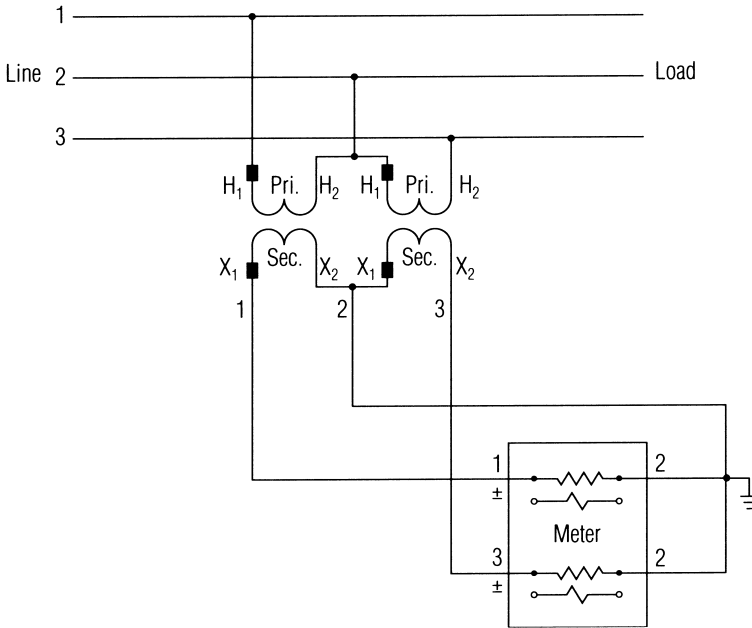 1
Line 2 Load
3
H1 Pri. H2 H1 Pri. H2
X1 Sec. X2 X1 Sec. X2
1 2 3
1 2
±
Meter
3 2
±